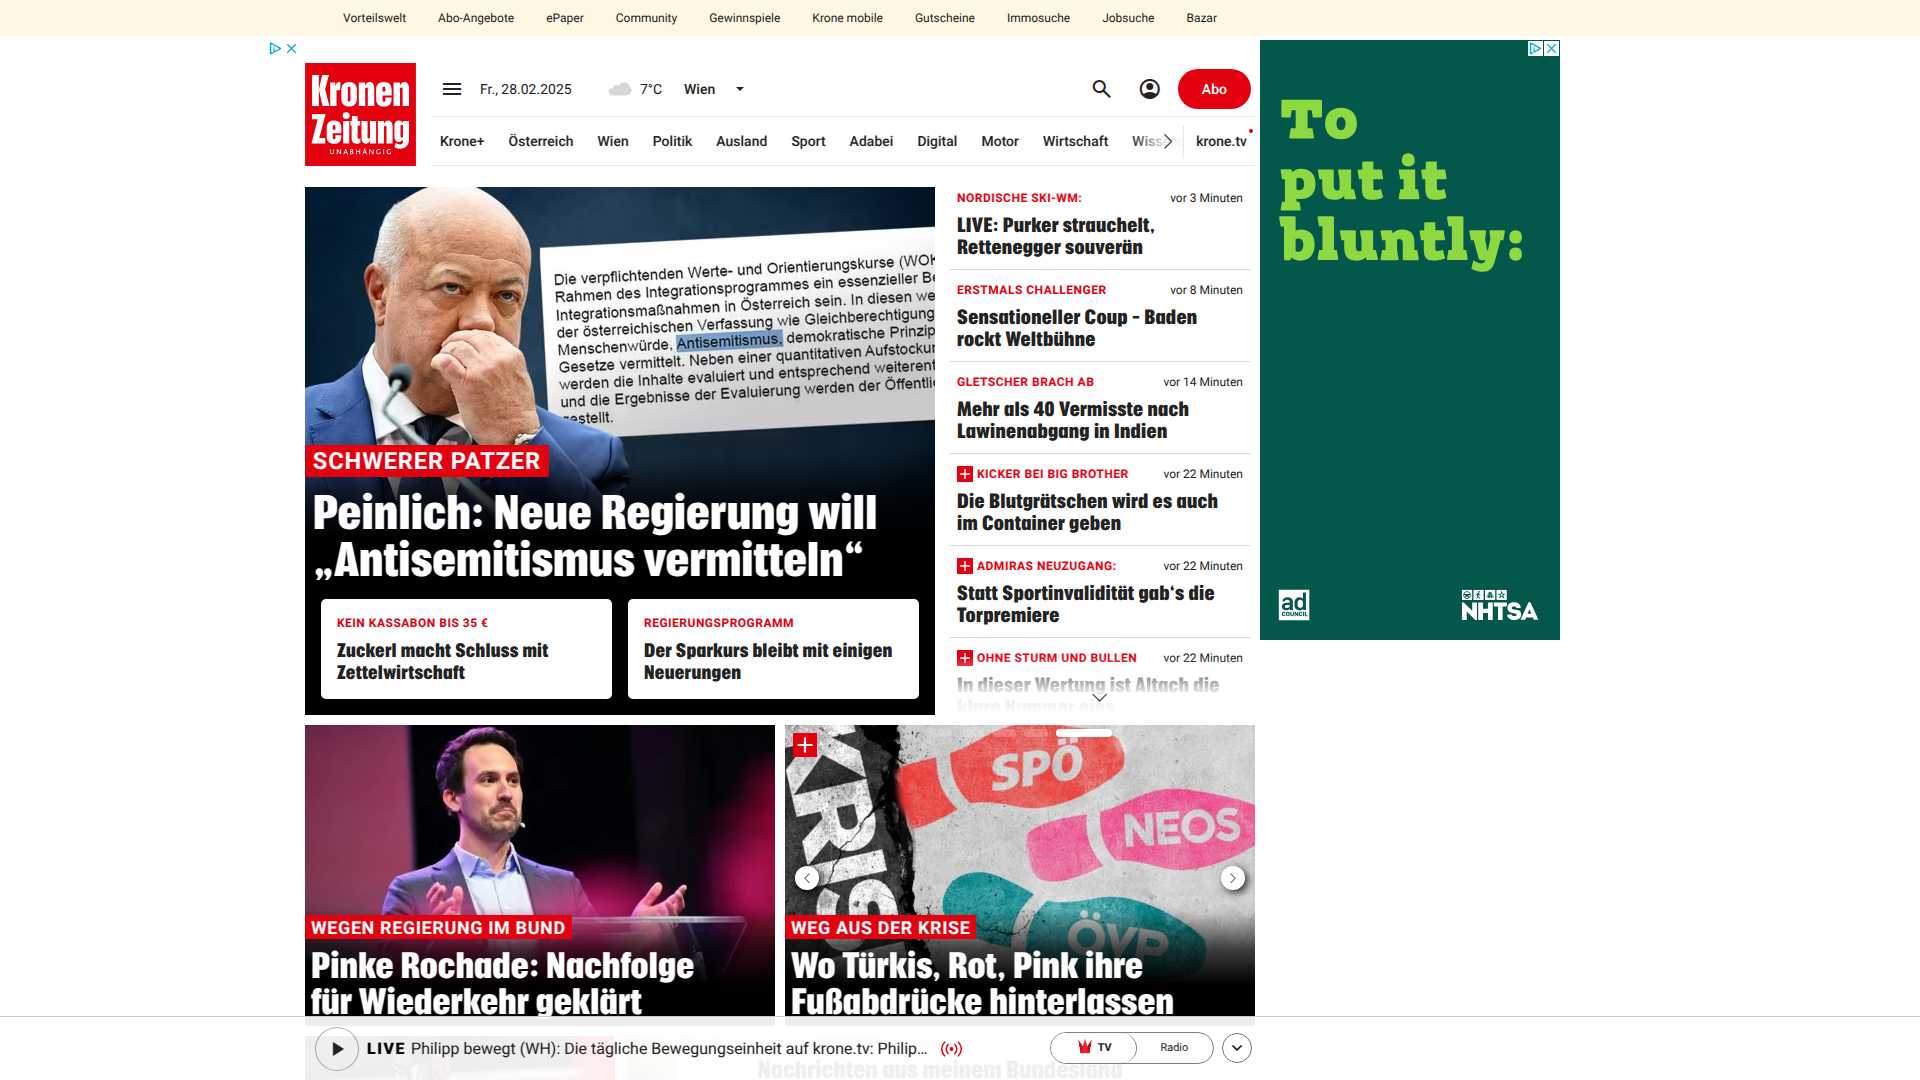 Vorteilswelt Abo-Angebote ePaper Community Gewinnspiele Krone mobile Gutscheine Immosuche Jobsuche Bazar
Kronen
Zeitung
UNABHÄNGIG
Fr., 28.02.2025 7°C Wien
Abo
Krone+ Österreich Wien Politik Ausland Sport Adabei Digital Motor Wirtschaft krone.tv
Die verpflichtenden Werte- und Orientierungskurse
Rahmen des Integrationsprogrammes ein essenzieller
Integrationsmaßnahmen in Österreich sein. In diesen
der österreichischen Verfassung wie Gleichberechtigung
Menschenwürde, Antisemitismus, demokratische
Gesetze vermittelt. Neben einer quantitativen
werden die Inhalte evaluiert und entsprechend
und die Ergebnisse der Evaluierung werden der
gestellt.
SCHWERER PATZER
Peinlich: Neue Regierung will
„Antisemitismus vermitteln“
KEIN KASSABON BIS 35 €
Zuckerl macht Schluss mit
Zettelwirtschaft
REGIERUNGSPROGRAMM
Der Sparkurs bleibt mit einigen
Neuerungen
NORDISCHE SKI-WM: vor 3 Minuten
LIVE: Purker strauchelt,
Rettenegger souverän
ERSTMALS CHALLENGER vor 8 Minuten
Sensationeller Coup - Baden
rockt Weltbühne
GLETSCHER BRACH AB vor 14 Minuten
Mehr als 40 Vermisste nach
Lawinenabgang in Indien
KICKER BEI BIG BROTHER vor 22 Minuten
Die Blutgrätschen wird es auch
im Container geben
ADMIRAS NEUZUGANG: vor 22 Minuten
Statt Sportinvalidität gab‘s die
Torpremiere
OHNE STURM UND BULLEN vor 22 Minuten
In dieser Wertung ist Altach die
klare Nummer eins
To
put it
bluntly:
ad
COUNCIL
NHTSA
WEGEN REGIERUNG IM BUND
Pinke Rochade: Nachfolge
für Wiederkehr geklärt
KRISE
SPÖ
NEOS
ÖVP
WEG AUS DER KRISE
Wo Türkis, Rot, Pink ihre
Fußabdrücke hinterlassen
LIVE Philipp bewegt (WH): Die tägliche Bewegungseinheit auf krone.tv: Philip...
TV Radio
Nachrichten aus meinem Bundesland